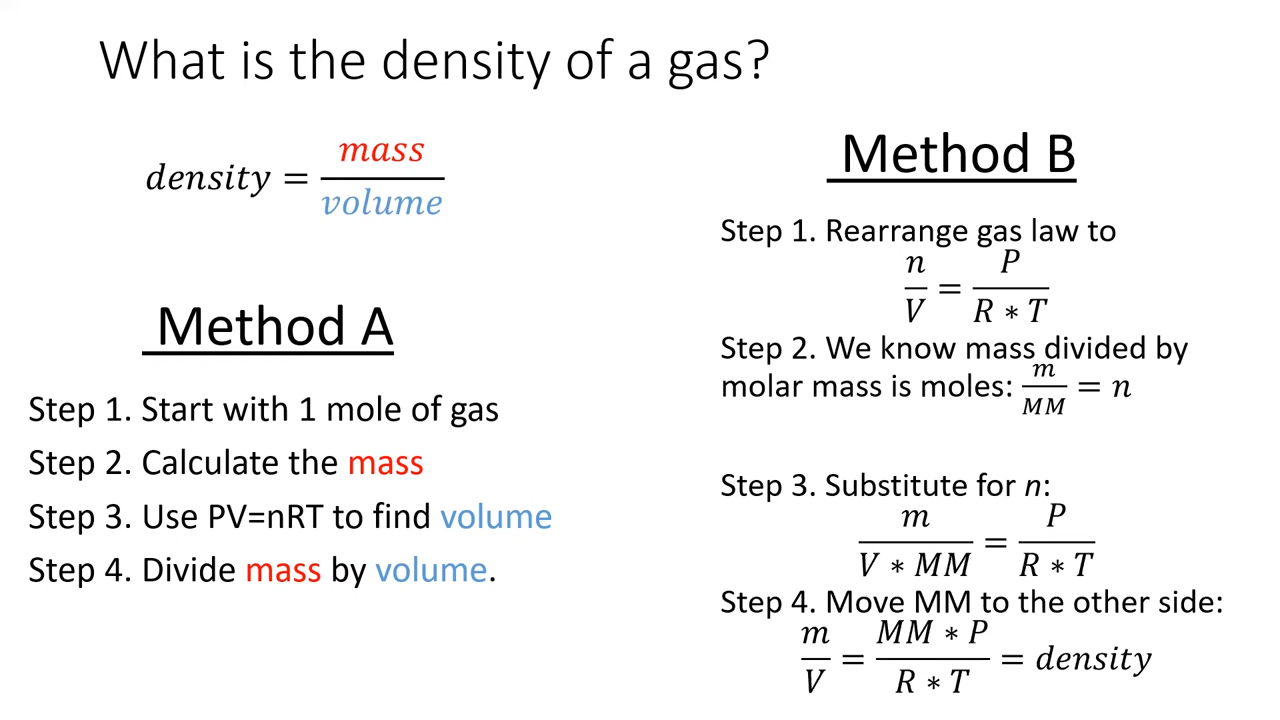 What is the density of a gas?
density = mass / volume
Method A
Step 1. Start with 1 mole of gas
Step 2. Calculate the mass
Step 3. Use PV=nRT to find volume
Step 4. Divide mass by volume.
Method B
Step 1. Rearrange gas law to
n / V = P / R ∗ T
Step 2. We know mass divided by
molar mass is moles: m / MM = n
Step 3. Substitute for n:
m / V ∗ MM = P / R ∗ T
Step 4. Move MM to the other side:
m / V = MM ∗ P / R ∗ T = density